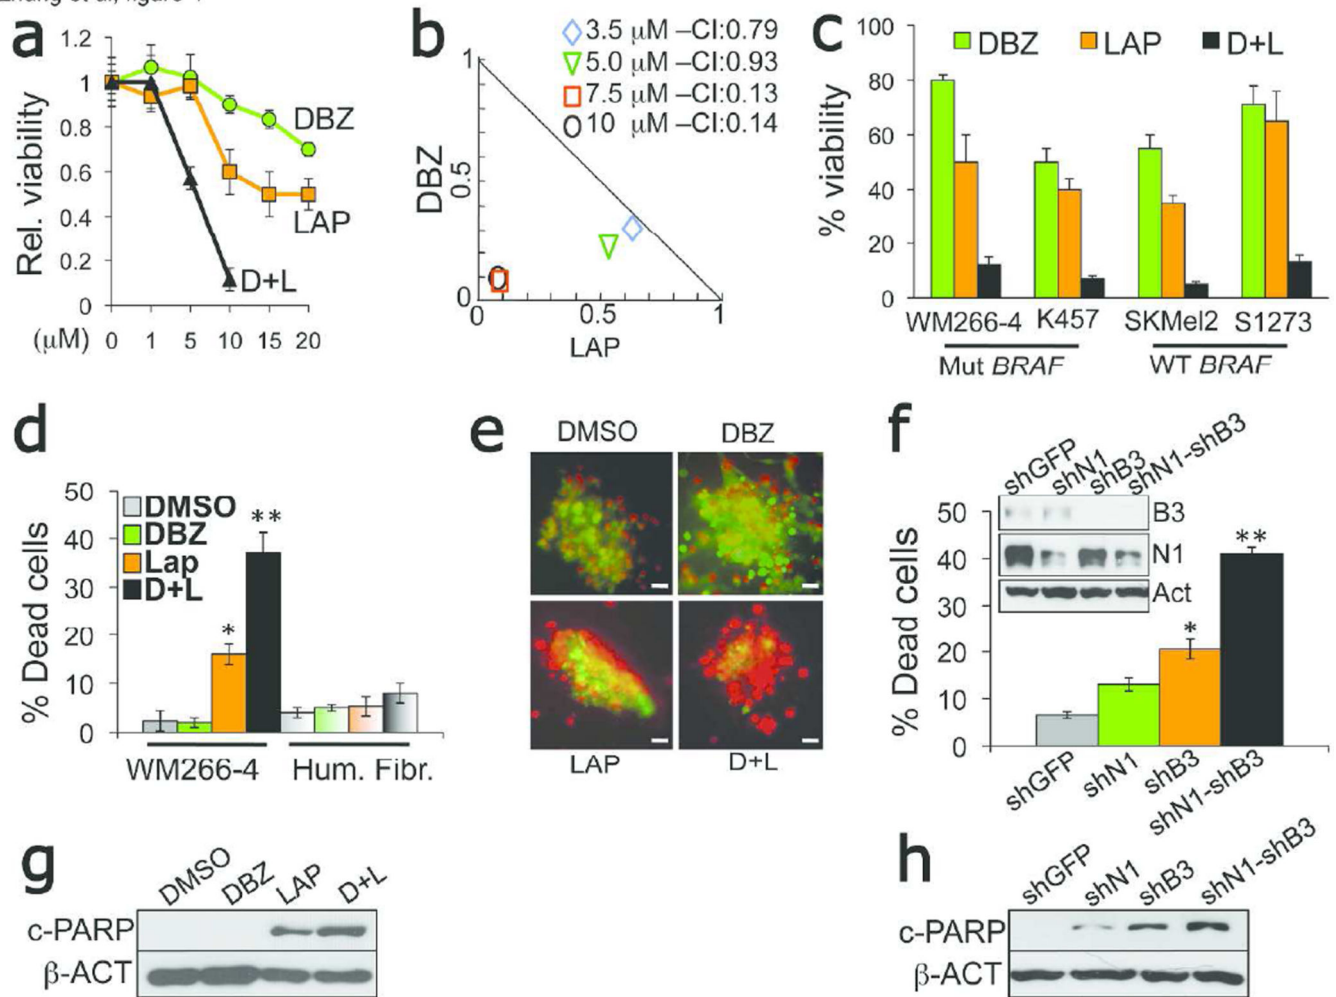 et al, figure
a
1.2
1
0.8
0.6
0.4
0.2
0
Rel. viability
DBZ
LAP
D+L
(µM) 0 1 5 10 15 20
b
3.5 µM –CI:0.79
5.0 µM –CI:0.93
7.5 µM –CI:0.13
10 µM –CI:0.14
DBZ
1
0.5
0
0 0.5 1
LAP
c
DBZ LAP D+L
% viability
100
80
60
40
20
0
WM266-4 K457 SKMel2 S1273
Mut BRAF WT BRAF
d
DMSO
DBZ
Lap
D+L
% Dead cells
50
40
30
20
10
0
*
**
WM266-4 Hum. Fibr.
e
DMSO DBZ
LAP D+L
f
shGFP shN1 shB3 shN1-shB3
B3
N1
Act
% Dead cells
50
40
30
20
10
0
*
**
shGFP shN1 shB3 shN1-shB3
g
DMSO DBZ LAP D+L
c-PARP
β-ACT
h
shGFP shN1 shB3 shN1-shB3
c-PARP
β-ACT